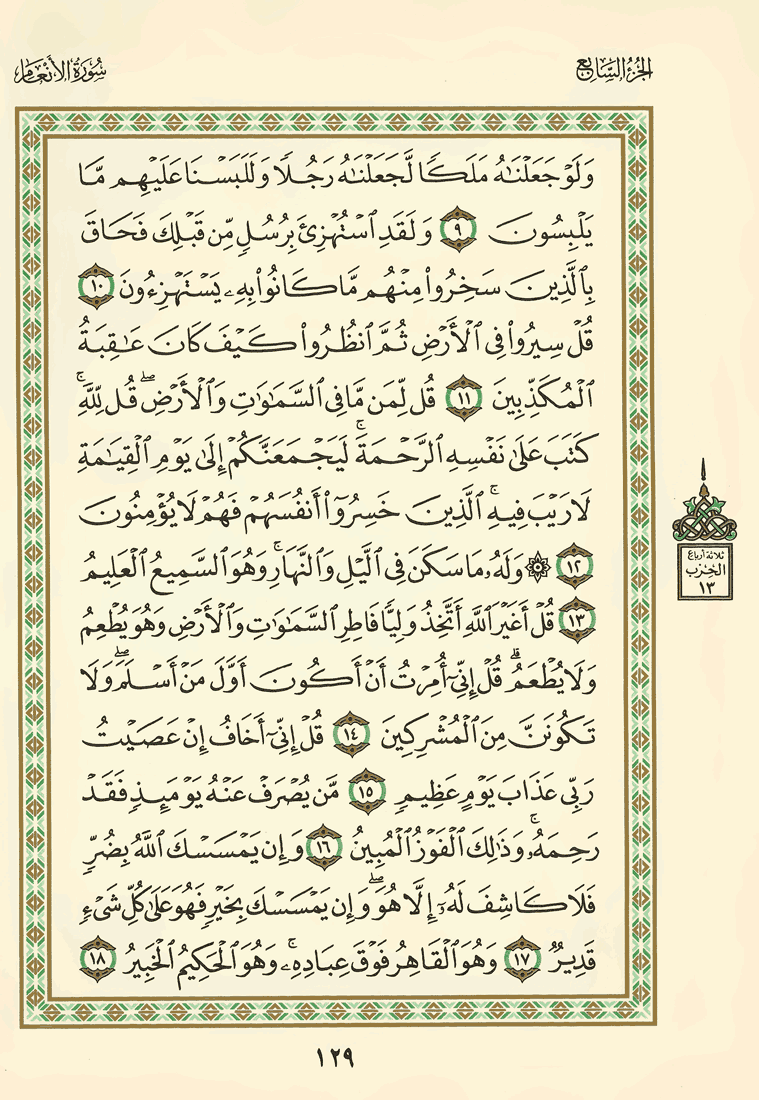 الجزء السابع
سورة الأنعام
وَلَوْ جَعَلْنَٰهُ مَلَكًا لَّجَعَلْنَٰهُ رَجُلًا وَلَلَبَسْنَا عَلَيْهِم مَّا
يَلْبِسُونَ ٩ وَلَقَدِ ٱسْتُهْزِئَ بِرُسُلٍ مِّن قَبْلِكَ فَحَاقَ
بِٱلَّذِينَ سَخِرُوا۟ مِنْهُم مَّا كَانُوا۟ بِهِۦ يَسْتَهْزِءُونَ ١٠
قُلْ سِيرُوا۟ فِى ٱلْأَرْضِ ثُمَّ ٱنظُرُوا۟ كَيْفَ كَانَ عَٰقِبَةُ
ٱلْمُكَذِّبِينَ ١١ قُل لِّمَن مَّا فِى ٱلسَّمَٰوَٰتِ وَٱلْأَرْضِ ۖ قُل لِّلَّهِ ۚ
كَتَبَ عَلَىٰ نَفْسِهِ ٱلرَّحْمَةَ ۚ لَيَجْمَعَنَّكُمْ إِلَىٰ يَوْمِ ٱلْقِيَٰمَةِ
لَا رَيْبَ فِيهِ ۚ ٱلَّذِينَ خَسِرُوٓا۟ أَنفُسَهُمْ فَهُمْ لَا يُؤْمِنُونَ
١٢ ۞ وَلَهُۥ مَا سَكَنَ فِى ٱلَّيْلِ وَٱلنَّهَارِ ۚ وَهُوَ ٱلسَّمِيعُ ٱلْعَلِيمُ
١٣ قُلْ أَغَيْرَ ٱللَّهِ أَتَّخِذُ وَلِيًّا فَاطِرِ ٱلسَّمَٰوَٰتِ وَٱلْأَرْضِ وَهُوَ يُطْعِمُ
وَلَا يُطْعَمُ ۗ قُلْ إِنِّىٓ أُمِرْتُ أَنْ أَكُونَ أَوَّلَ مَنْ أَسْلَمَ ۖ وَلَا
تَكُونَنَّ مِنَ ٱلْمُشْرِكِينَ ١٤ قُلْ إِنِّىٓ أَخَافُ إِنْ عَصَيْتُ
رَبِّى عَذَابَ يَوْمٍ عَظِيمٍ ١٥ مَّن يُصْرَفْ عَنْهُ يَوْمَئِذٍ فَقَدْ
رَحِمَهُۥ ۚ وَذَٰلِكَ ٱلْفَوْزُ ٱلْمُبِينُ ١٦ وَإِن يَمْسَسْكَ ٱللَّهُ بِضُرٍّ
فَلَا كَاشِفَ لَهُۥٓ إِلَّا هُوَ ۖ وَإِن يَمْسَسْكَ بِخَيْرٍ فَهُوَ عَلَىٰ كُلِّ شَىْءٍ
قَدِيرٌ ١٧ وَهُوَ ٱلْقَاهِرُ فَوْقَ عِبَادِهِۦ ۚ وَهُوَ ٱلْحَكِيمُ ٱلْخَبِيرُ ١٨
ثلاثة أرباع
الحزب
١٣
١٢٩